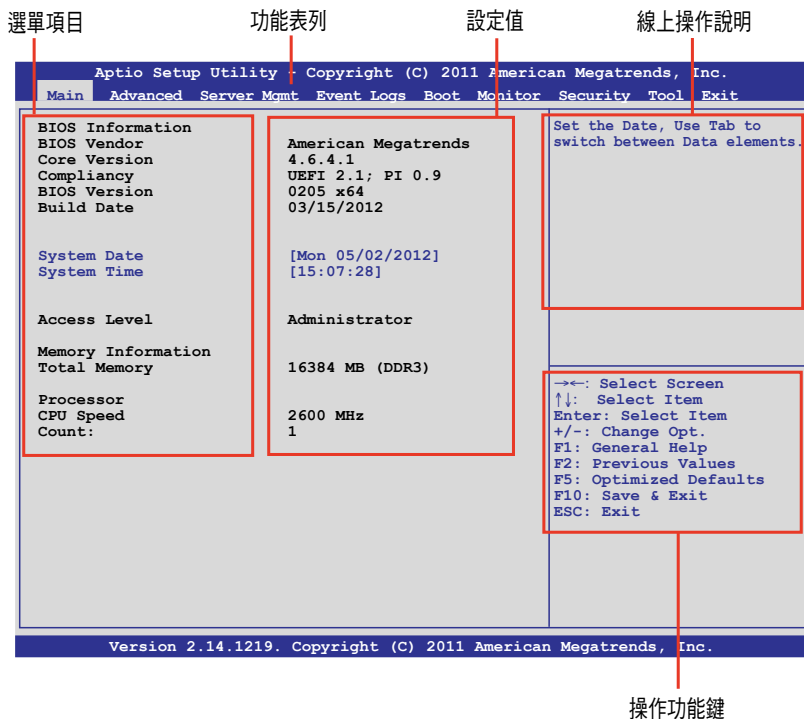 選單項目 功能表列 設定值 線上操作說明
Aptio Setup Utility - Copyright (C) 2011 American Megatrends, Inc.
Main Advanced Server Mgmt Event Logs Boot Monitor Security Tool Exit
BIOS Information
BIOS Vendor American Megatrends
Core Version 4.6.4.1
Compliancy UEFI 2.1; PI 0.9
BIOS Version 0205 x64
Build Date 03/15/2012
System Date [Mon 05/02/2012]
System Time [15:07:28]
Access Level Administrator
Memory Information
Total Memory 16384 MB (DDR3)
Processor
CPU Speed 2600 MHz
Count: 1
Set the Date, Use Tab to
switch between Data elements.
→←: Select Screen
↑↓: Select Item
Enter: Select Item
+/-: Change Opt.
F1: General Help
F2: Previous Values
F5: Optimized Defaults
F10: Save & Exit
ESC: Exit
Version 2.14.1219. Copyright (C) 2011 American Megatrends, Inc.
操作功能鍵